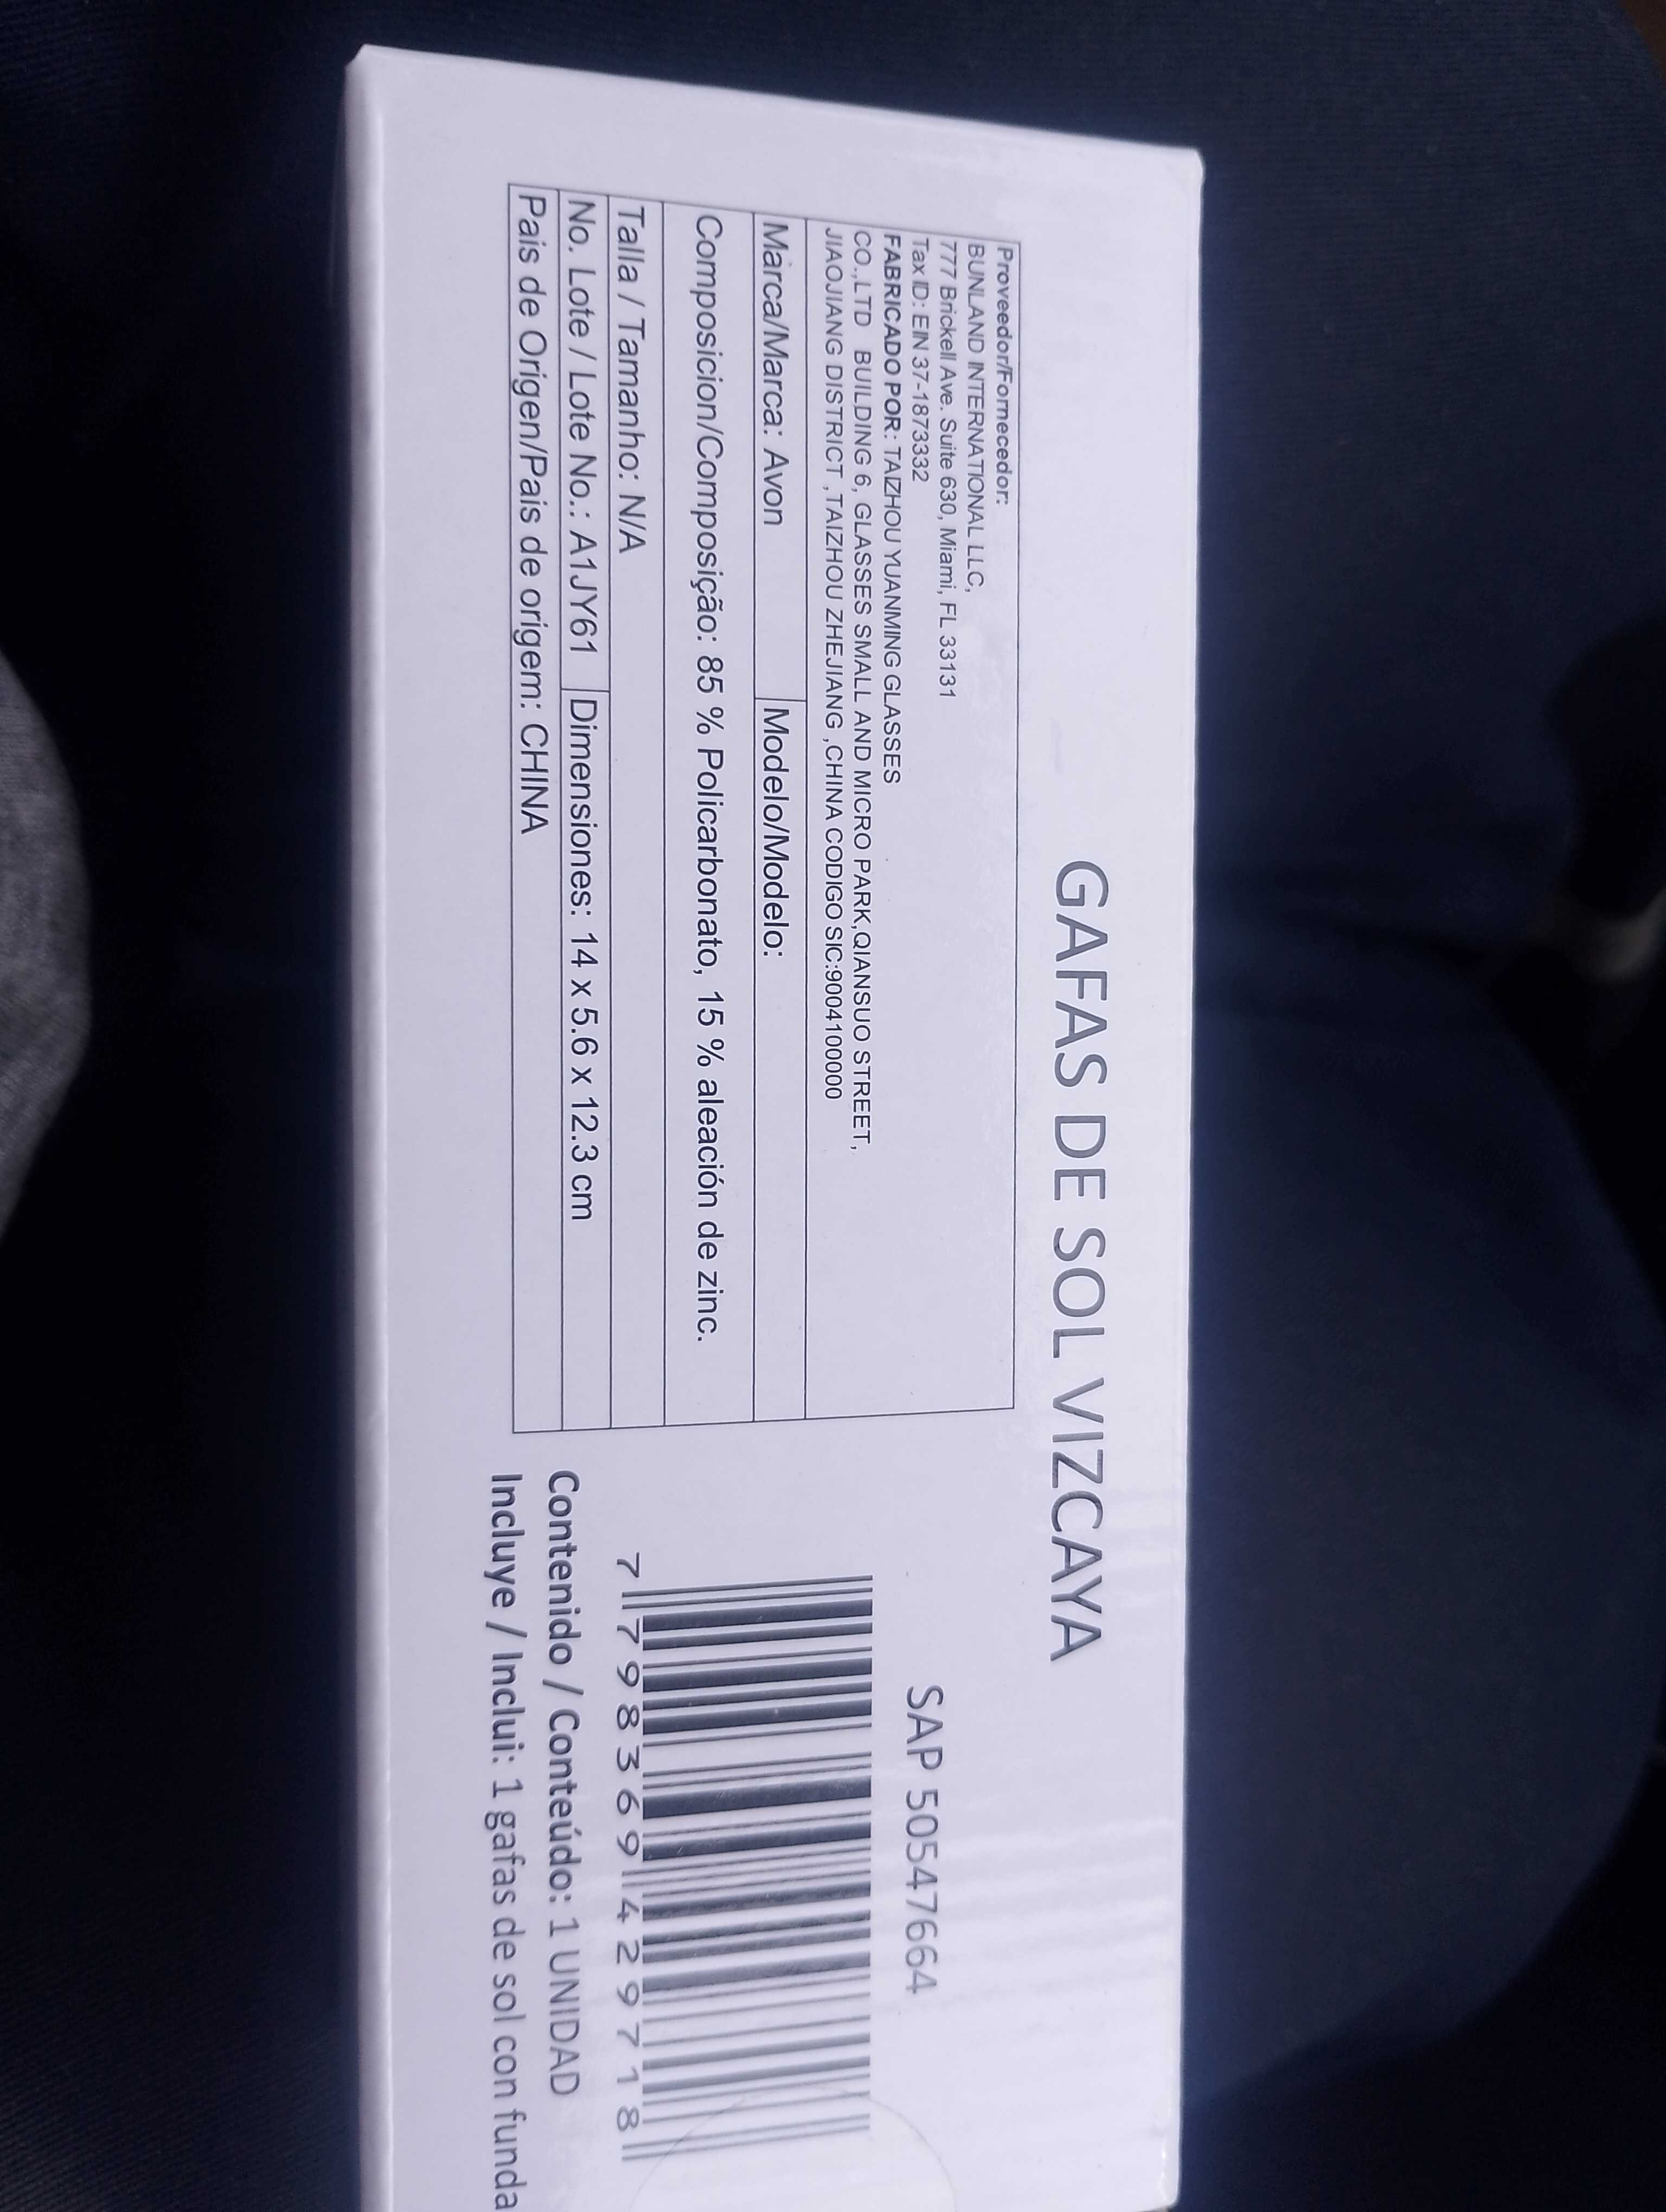 GAFAS DE SOL VIZCAYA
Proveedor/Fornecedor:
BUNLAND INTERNATIONAL LLC,
777 Brickell Ave. Suite 630, Miami, FL 33131
Tax ID: EIN 37-1873332
FABRICADO POR: TAIZHOU YUANMING GLASSES
CO.,LTD BUILDING 6, GLASSES SMALL AND MICRO PARK,QIANSUO STREET,
JIAOJIANG DISTRICT ,TAIZHOU ZHEJIANG ,CHINA CODIGO SIC:9004100000
Marca/Marca: Avon
Modelo/Modelo:
Composicion/Composição: 85 % Policarbonato, 15 % aleación de zinc.
Talla / Tamanho: N/A
No. Lote / Lote No.: A1JY61
Dimensiones: 14 x 5.6 x 12.3 cm
Pais de Origen/Pais de origem: CHINA
SAP 50547664
7 798369 429718
Contenido / Conteúdo: 1 UNIDAD
Incluye / Inclui: 1 gafas de sol con funda